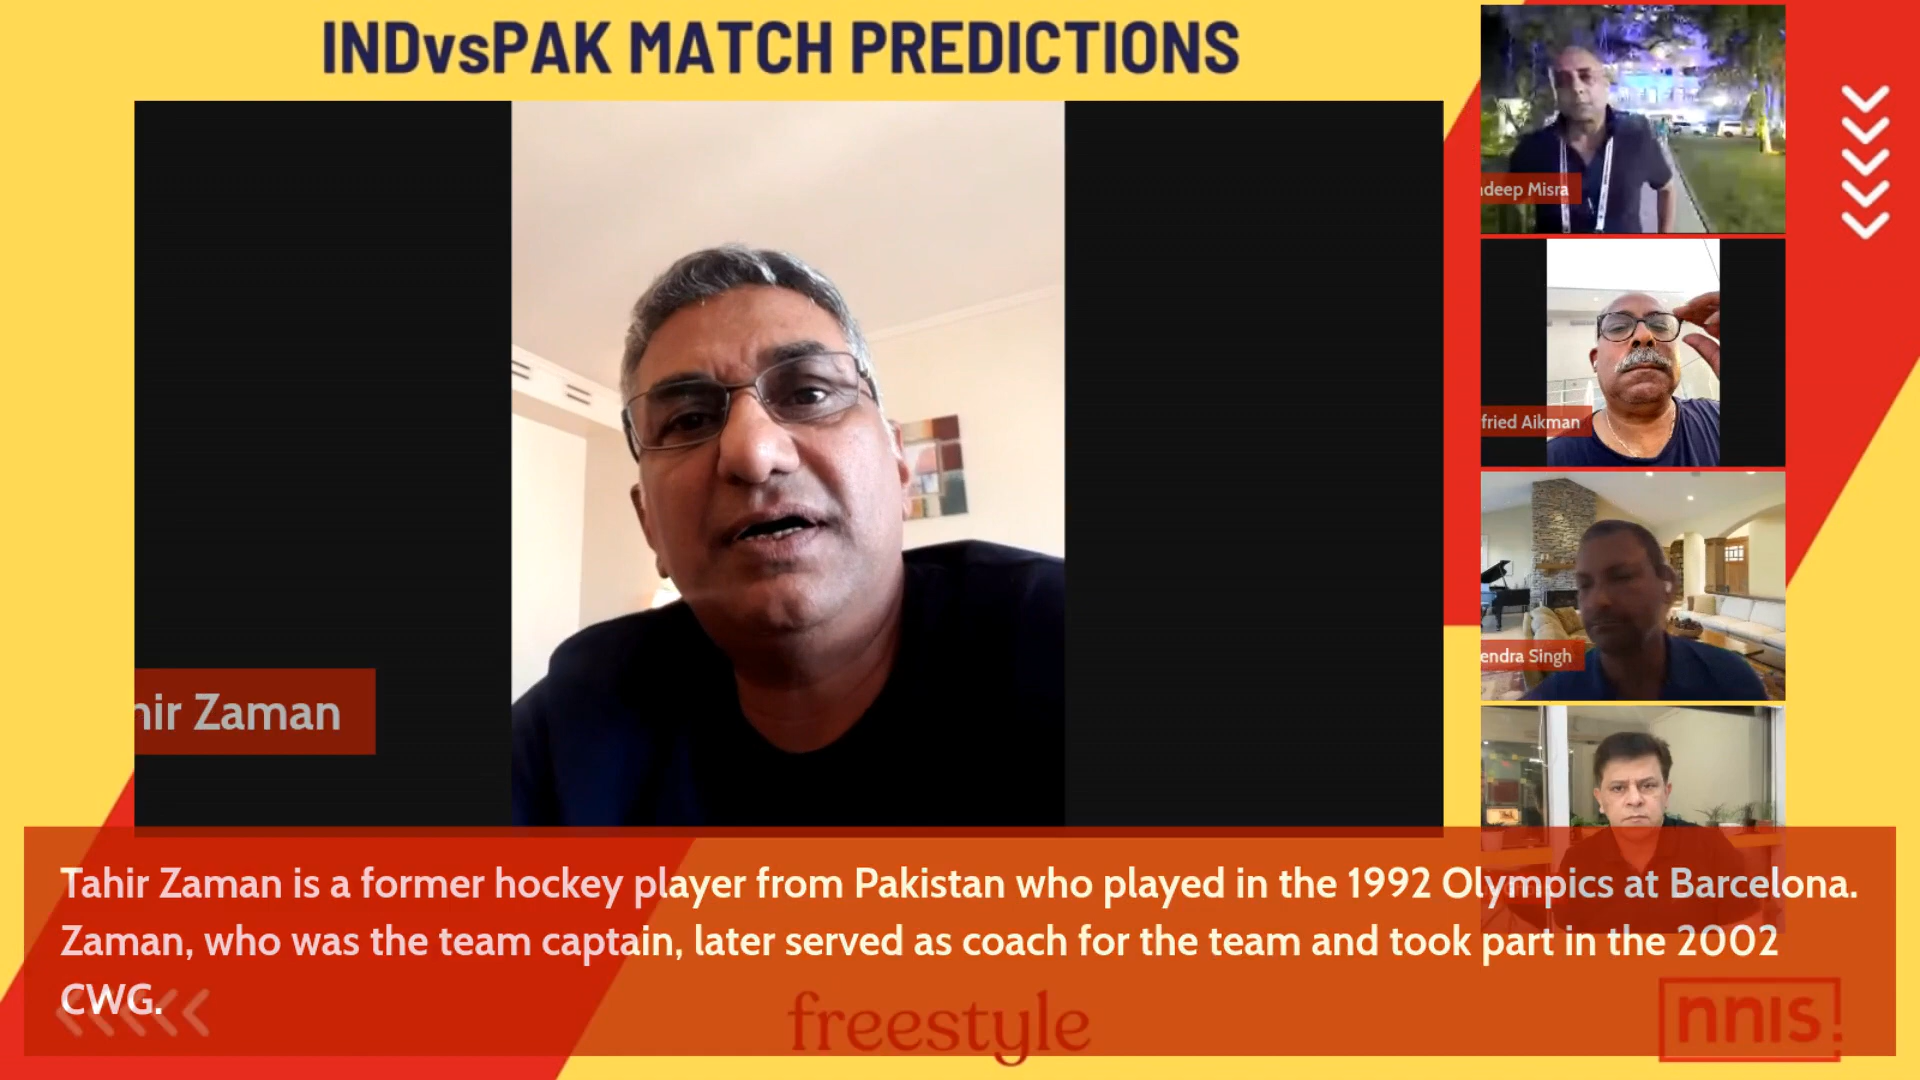 INDvsPAK MATCH PREDICTIONS
ndeep Misra
fried Aikman
endra Singh
hir Zaman
Tahir Zaman is a former hockey player from Pakistan who played in the 1992 Olympics at Barcelona.
Zaman, who was the team captain, later served as coach for the team and took part in the 2002
CWG.
freestyle
nnis!